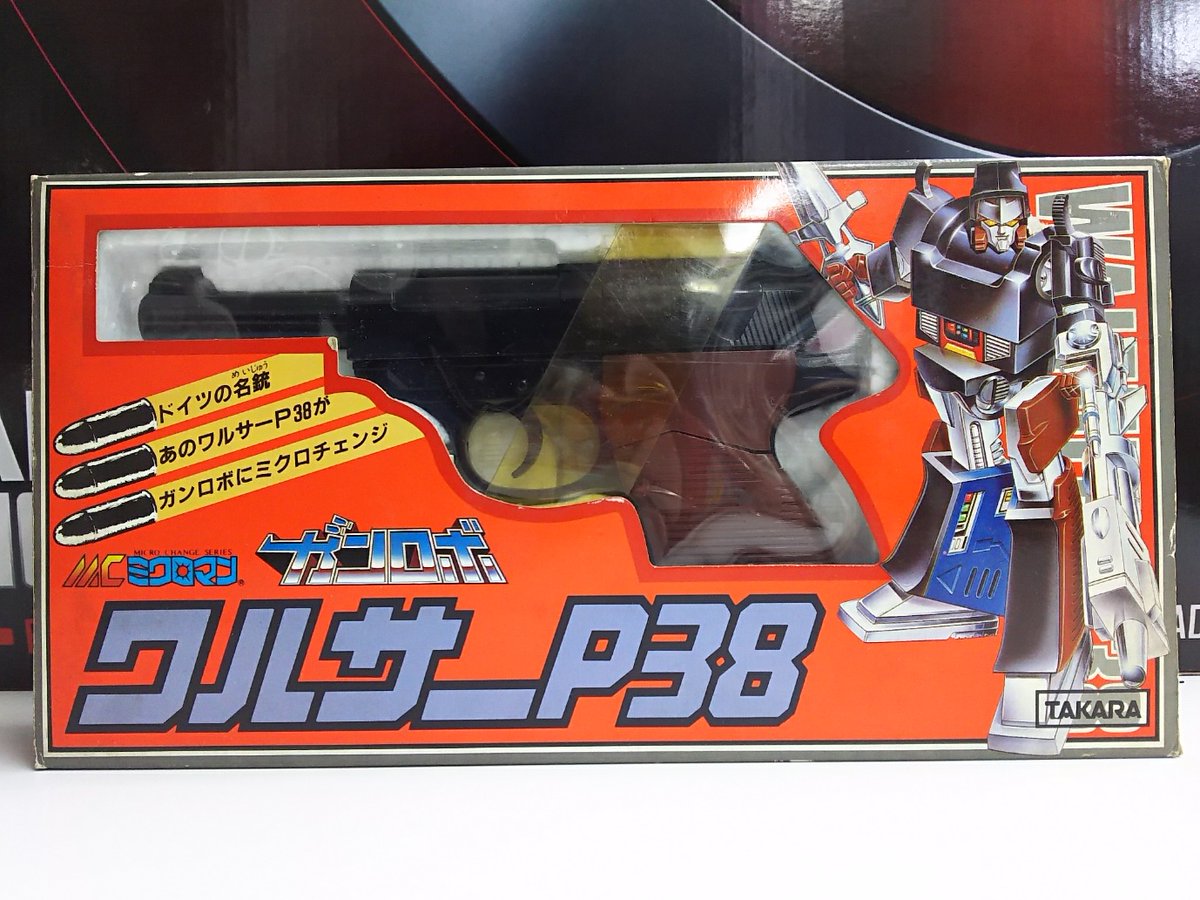 ドイツの名銃
めいじゅう
あのワルサーP38が
ガンロボにミクロチェンジ
MICRO CHANGE SERIES
MC ミクロマン®
ガンロボ
ワルサーP38
TAKARA